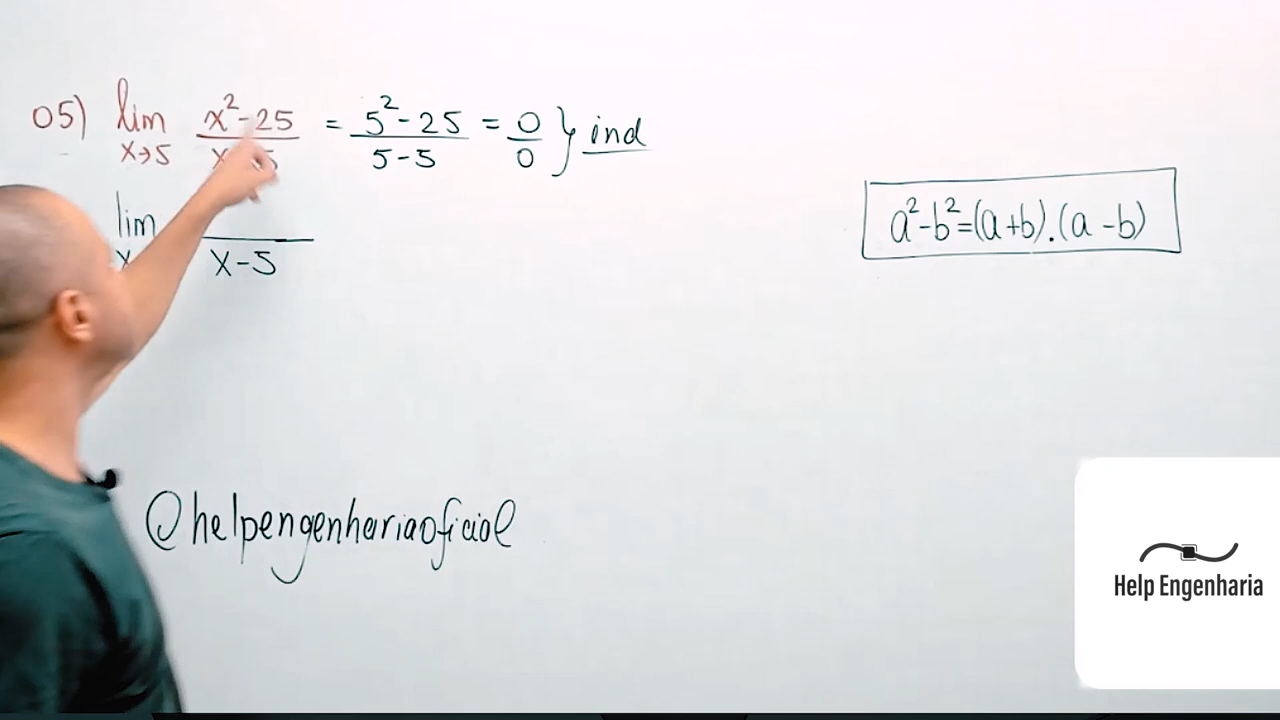 05) lim x²-25 = 5²-25 = 0 } ind
x→5 5-5 0
lim
x-5
a²-b²=(a+b).(a-b)
@helpengenhariaoficial
Help Engenharia